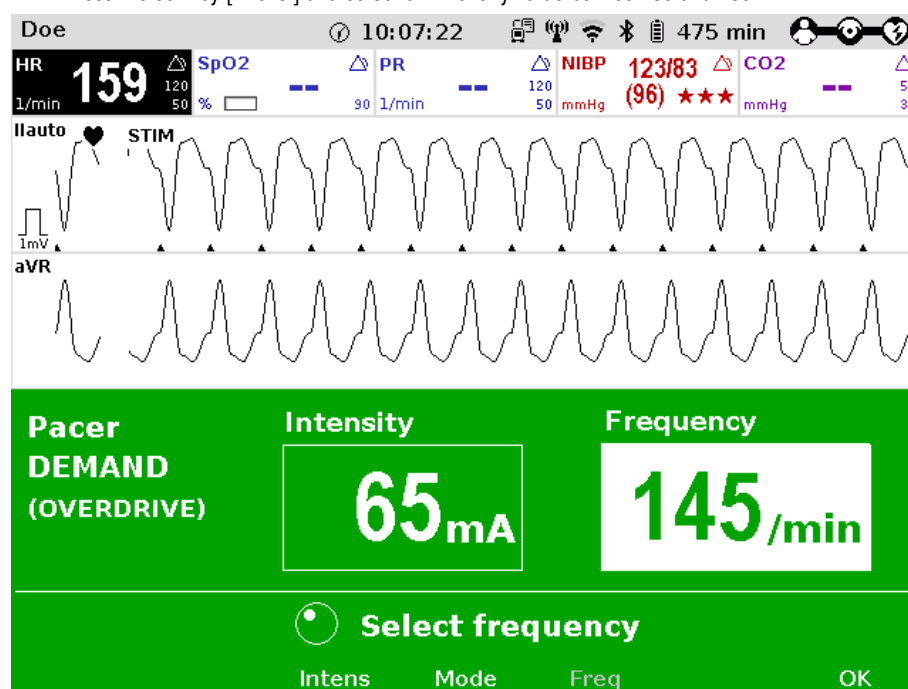 Doe 10:07:22 475 min
HR 159 120 50 1/min
SpO2 -- % 90
PR -- 120 50 1/min
NIBP 123/83 (96) ★★★ mmHg
CO2 -- mmHg
IIauto STIM
1mV
aVR
Pacer
DEMAND
(OVERDRIVE)
Intensity
65 mA
Frequency
145 /min
Select frequency
Intens Mode Freq OK